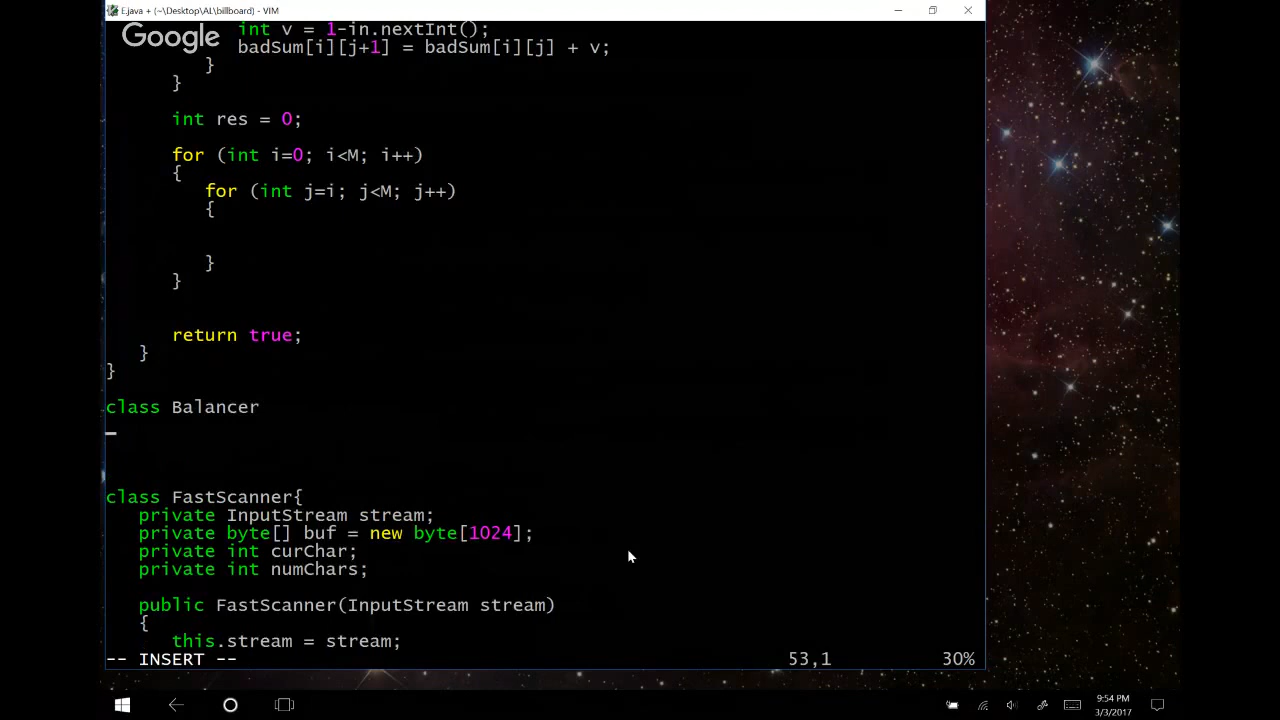 E.java + (~\Desktop\AL\billboard) - VIM
Google
int v = 1-in.nextInt();
badSum[i][j+1] = badSum[i][j] + v;
}
}
int res = 0;
for (int i=0; i<M; i++)
{
for (int j=i; j<M; j++)
{
}
}
return true;
}
}
class Balancer
class FastScanner{
private InputStream stream;
private byte[] buf = new byte[1024];
private int curChar;
private int numChars;
public FastScanner(InputStream stream)
{
this.stream = stream;
-- INSERT -- 53,1 30%
9:54 PM
3/3/2017